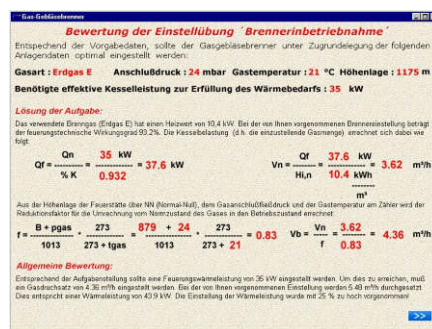 Gas-Gebläsebrenner
Bewertung der Einstellübung ´Brennerinbetriebnahme´
Entsprechend der Vorgabedaten, sollte der Gasgebläsebrenner unter Zugrundelegung der folgenden
Anlagendaten optimal eingestellt werden:
Gasart : Erdgas E Anschlußdruck : 24 mbar Gastemperatur : 21 °C Höhenlage : 1175 m
Benötigte effektive Kesselleistung zur Erfüllung des Wärmebedarfs : 35 kW
Lösung der Aufgabe:
Das verwendete Brenngas (Erdgas E) hat einen Heizwert von 10,4 kW. Bei der von Ihnen vorgenommenen Brennereinstellung beträgt
der feuerungstechnische Wirkungsgrad 93,2%. Die Kesselbelastung (d.h. die einzustellende Gasmenge) errechnet sich dabei wie
folgt:
Qf = Qn / % K = 35 kW / 0.932 = 37.6 kW Vn = Qf / Hi,n = 37.6 kW / 10.4 kWh / m³ = 3.62 m³/h
Aus der Höhenlage der Feuerstätte über NN (Normal-Null), dem Gasanschlußfließdruck und der Gastemperatur am Zähler wird der
Reduktionsfaktor für die Umrechnung vom Normzustand des Gases in den Betriebszustand errechnet:
f = B + pgas / 1013 · 273 / 273 + tgas = 879 + 24 / 1013 · 273 / 273 + 21 = 0.83 Vb = Vn / f = 3.62 / 0.83 = 4.36 m³/h
Allgemeine Bewertung:
Entsprechend der Aufgabenstellung sollte eine Feuerungswärmeleistung von 35 kW eingestellt werden. Um dies zu erreichen, muß
ein Gasdruchsatz von 4.36 m³/h eingestellt werden. Bei der von Ihnen vorgenommenen Einstellung werden 5.48 m³/h durchgesetzt.
Dies entspricht einer Wärmeleistung von 43,9 kW. Die Einstellung der Wärmeleistung wurde mit 25 % zu hoch vorgenommen!
>>